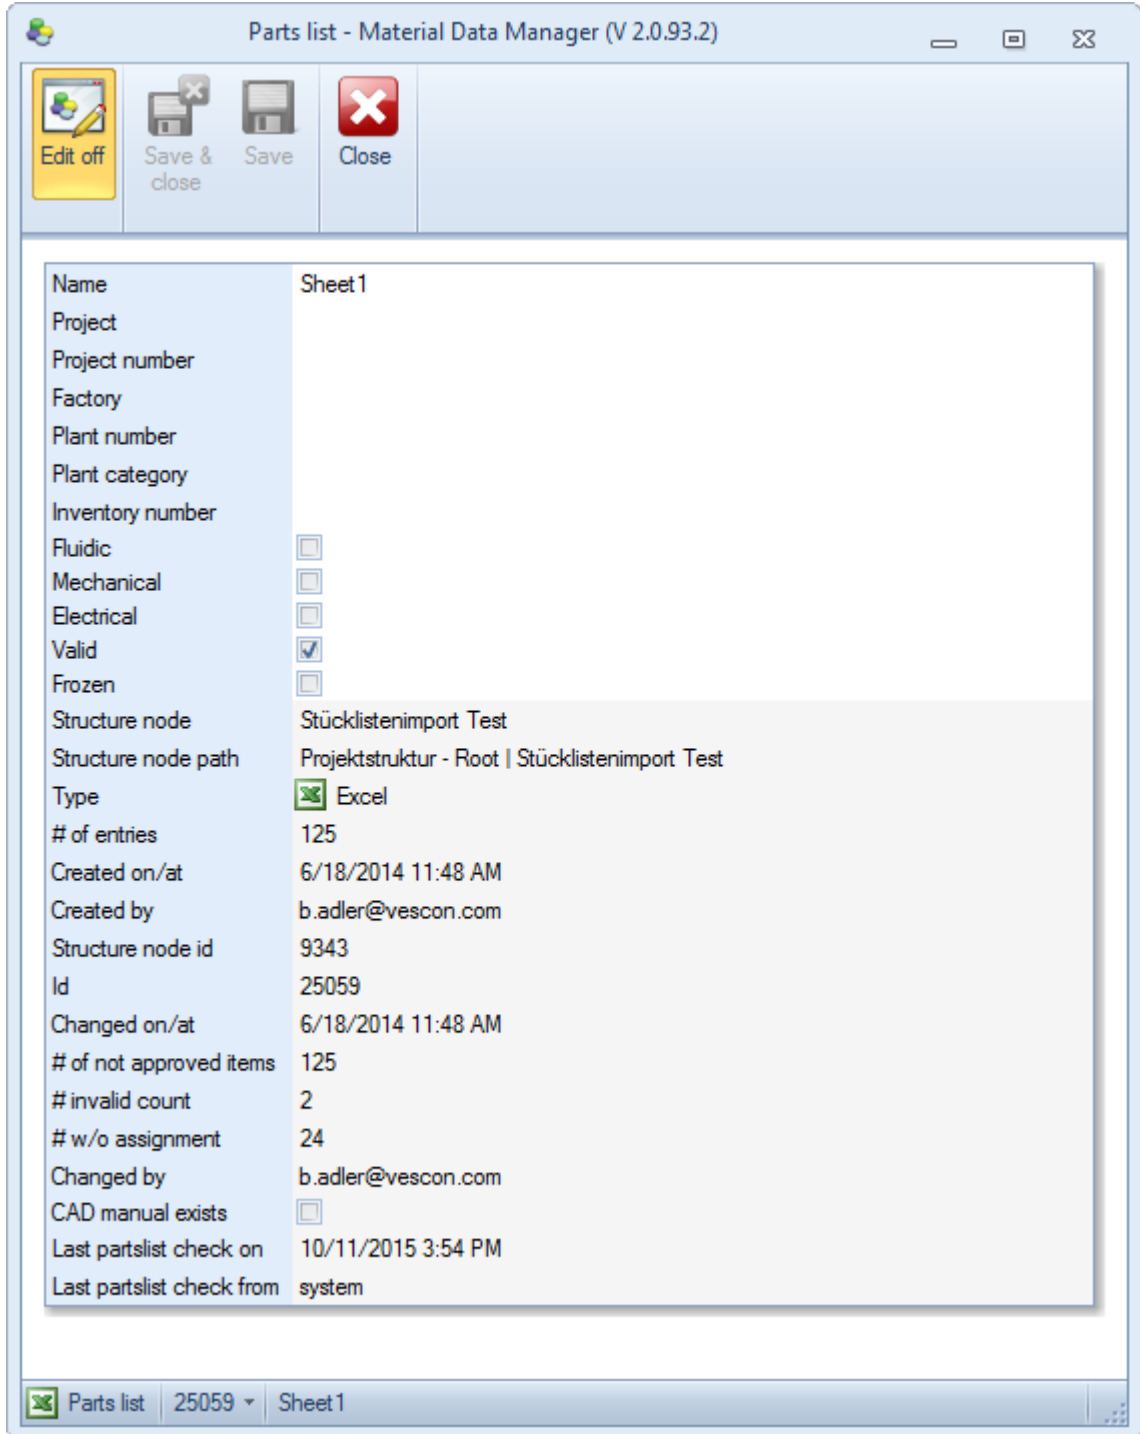 Parts list - Material Data Manager (V 2.0.93.2)
Edit off
Save &
close
Save
Close
Name Sheet1
Project
Project number
Factory
Plant number
Plant category
Inventory number
Fluidic
Mechanical
Electrical
Valid
Frozen
Structure node Stücklistenimport Test
Structure node path Projektstruktur - Root | Stücklistenimport Test
Type Excel
# of entries 125
Created on/at 6/18/2014 11:48 AM
Created by b.adler@vescon.com
Structure node id 9343
Id 25059
Changed on/at 6/18/2014 11:48 AM
# of not approved items 125
# invalid count 2
# w/o assignment 24
Changed by b.adler@vescon.com
CAD manual exists
Last partslist check on 10/11/2015 3:54 PM
Last partslist check from system
Parts list 25059 Sheet1